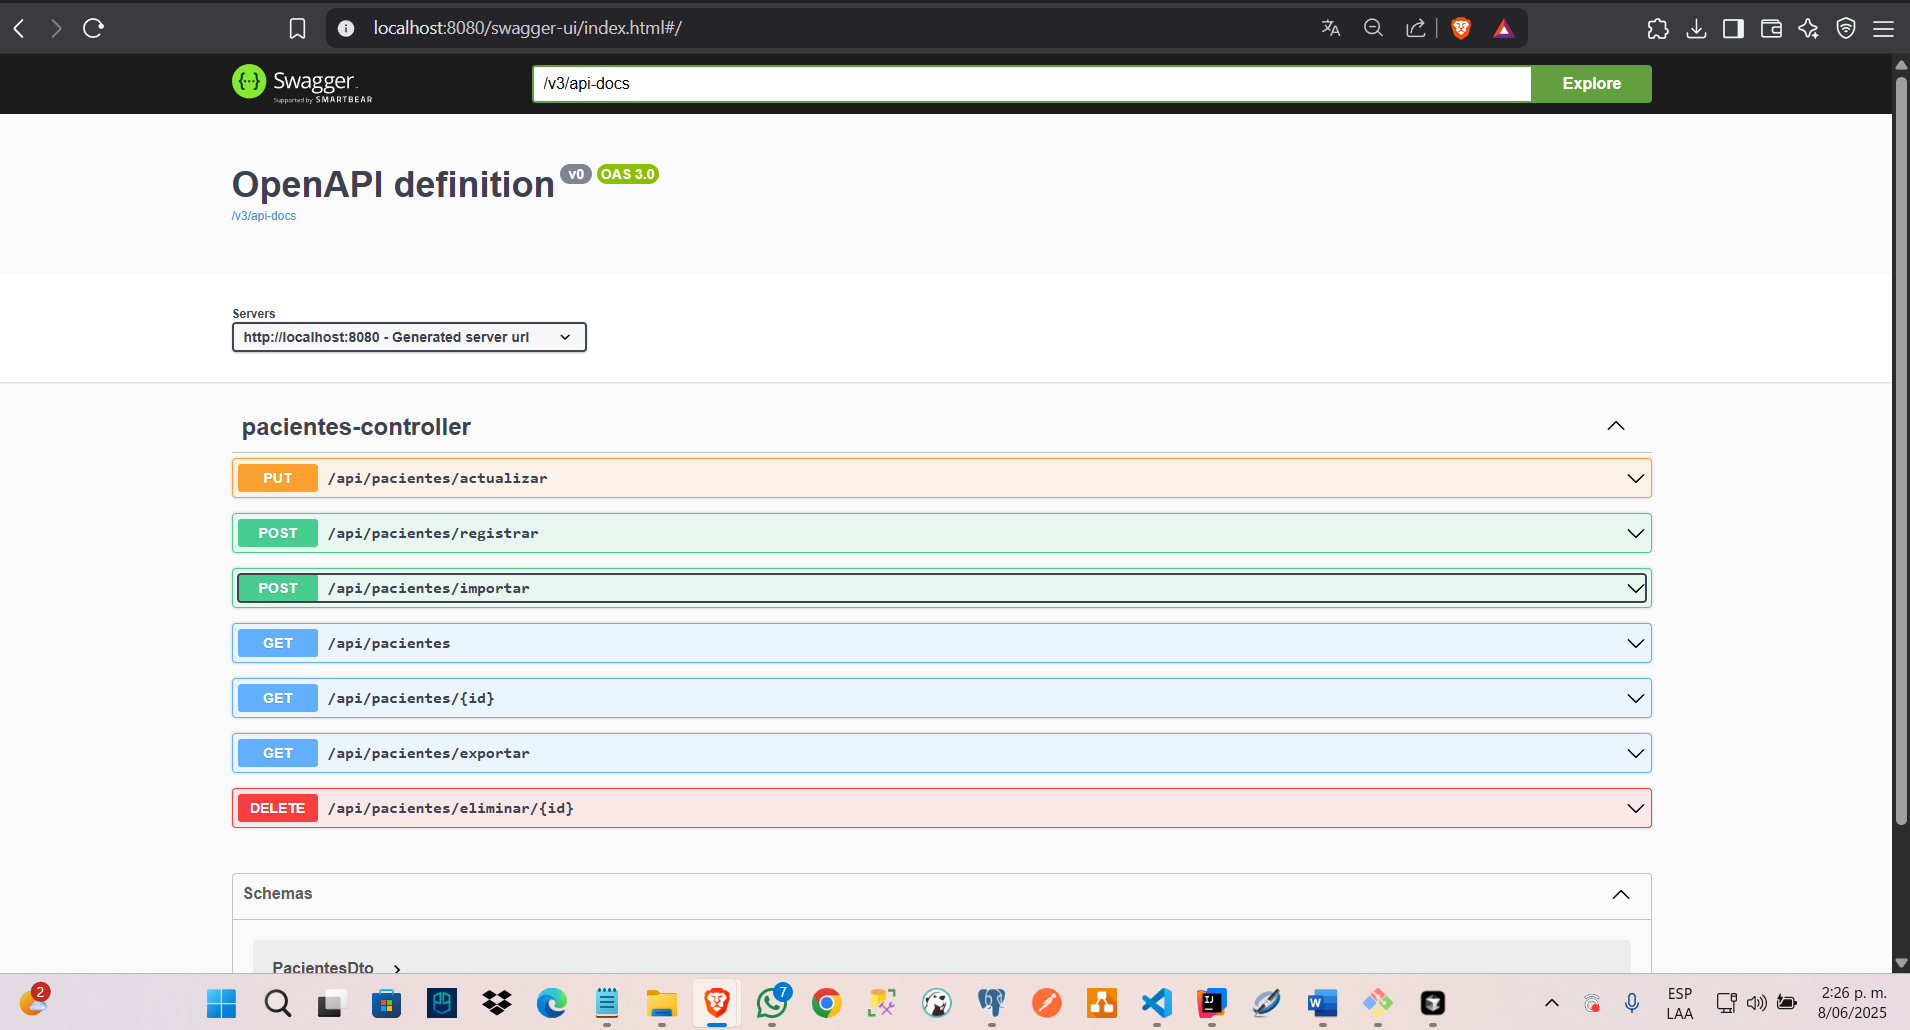 localhost:8080/swagger-ui/index.html#/
{···} Swagger
Supported by SMARTBEAR
/v3/api-docs
Explore
OpenAPI definition v0 OAS 3.0
/v3/api-docs
Servers
http://localhost:8080 - Generated server url
pacientes-controller
PUT /api/pacientes/actualizar
POST /api/pacientes/registrar
POST /api/pacientes/importar
GET /api/pacientes
GET /api/pacientes/{id}
GET /api/pacientes/exportar
DELETE /api/pacientes/eliminar/{id}
Schemas
PacientesDto
2
7
ESP
LAA
2:26 p. m.
8/06/2025